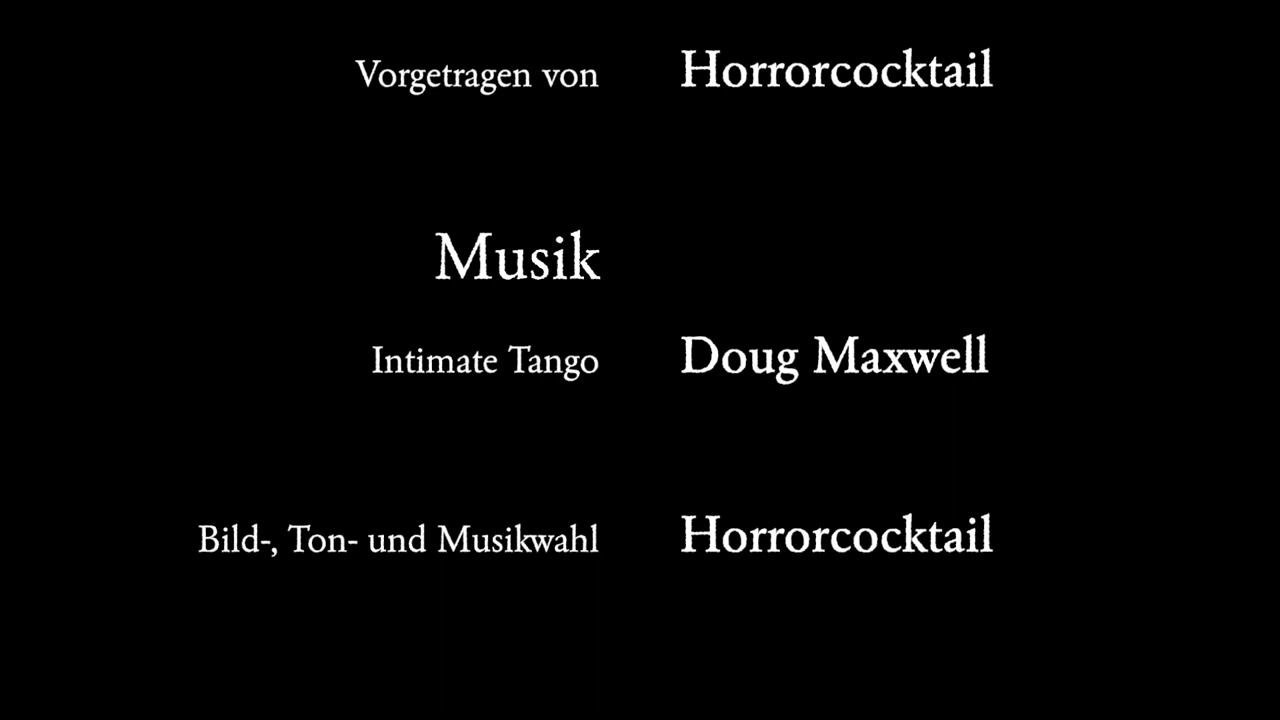 Vorgetragen von Horrorcocktail
Musik
Intimate Tango Doug Maxwell
Bild-, Ton- und Musikwahl Horrorcocktail